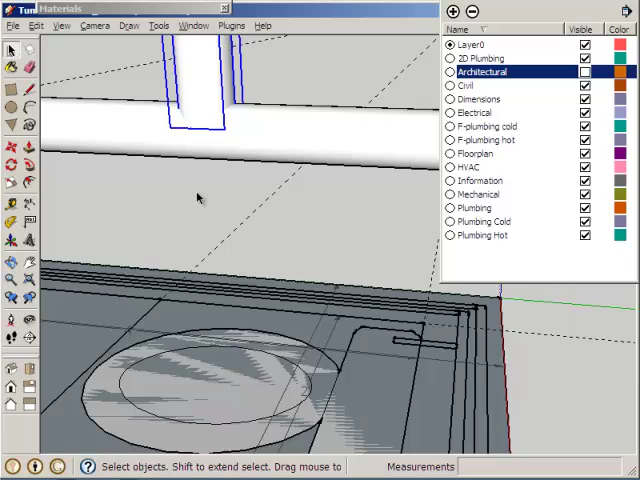 Tun
Materials
File Edit View Camera Draw Tools Window Plugins Help
Name Visible Color
Layer0
2D Plumbing
Architectural
Civil
Dimensions
Electrical
F-plumbing cold
F-plumbing hot
Floorplan
HVAC
Information
Mechanical
Plumbing
Plumbing Cold
Plumbing Hot
Select objects. Shift to extend select. Drag mouse to
Measurements